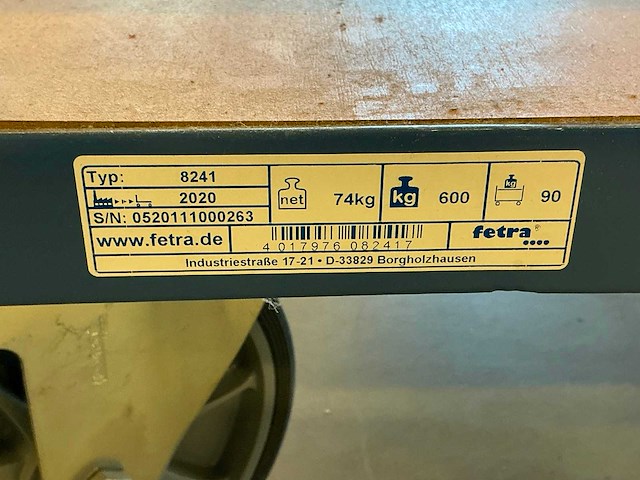 Typ: 8241
2020
S/N: 0520111000263
net 74kg
kg 600
kg 90
www.fetra.de
4 017976 082417
fetra®
Industriestraße 17-21 • D-33829 Borgholzhausen